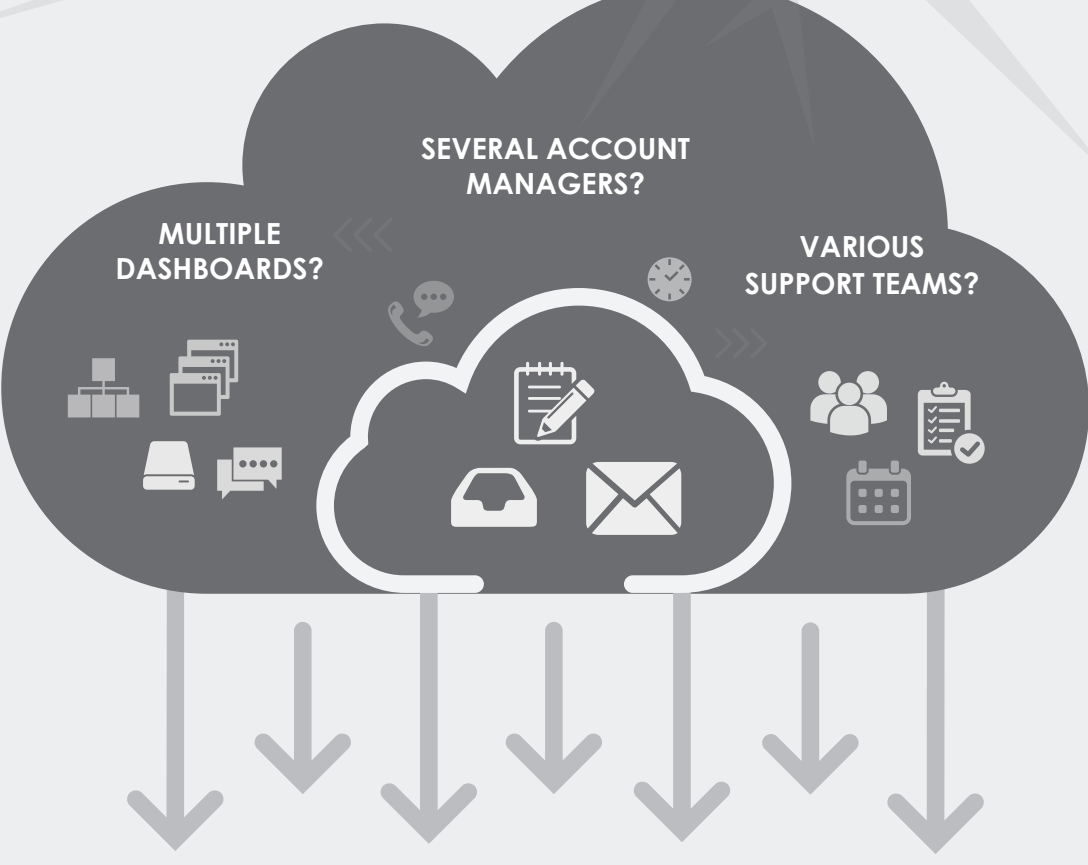 SEVERAL ACCOUNT
MANAGERS?
MULTIPLE
DASHBOARDS?
VARIOUS
SUPPORT TEAMS?